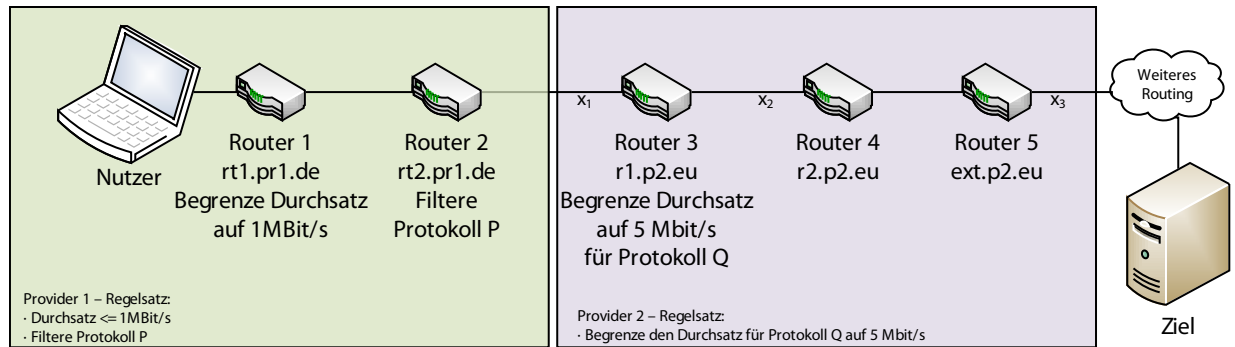 Nutzer
Router 1
rt1.pr1.de
Begrenze Durchsatz
auf 1MBit/s
Router 2
rt2.pr1.de
Filtere
Protokoll P
x₁
Router 3
r1.p2.eu
Begrenze Durchsatz
auf 5 Mbit/s
für Protokoll Q
x₂
Router 4
r2.p2.eu
Router 5
ext.p2.eu
x₃
Weiteres
Routing
Ziel
Provider 1 – Regelsatz:
· Durchsatz <= 1MBit/s
· Filtere Protokoll P
Provider 2 – Regelsatz:
· Begrenze den Durchsatz für Protokoll Q auf 5 Mbit/s